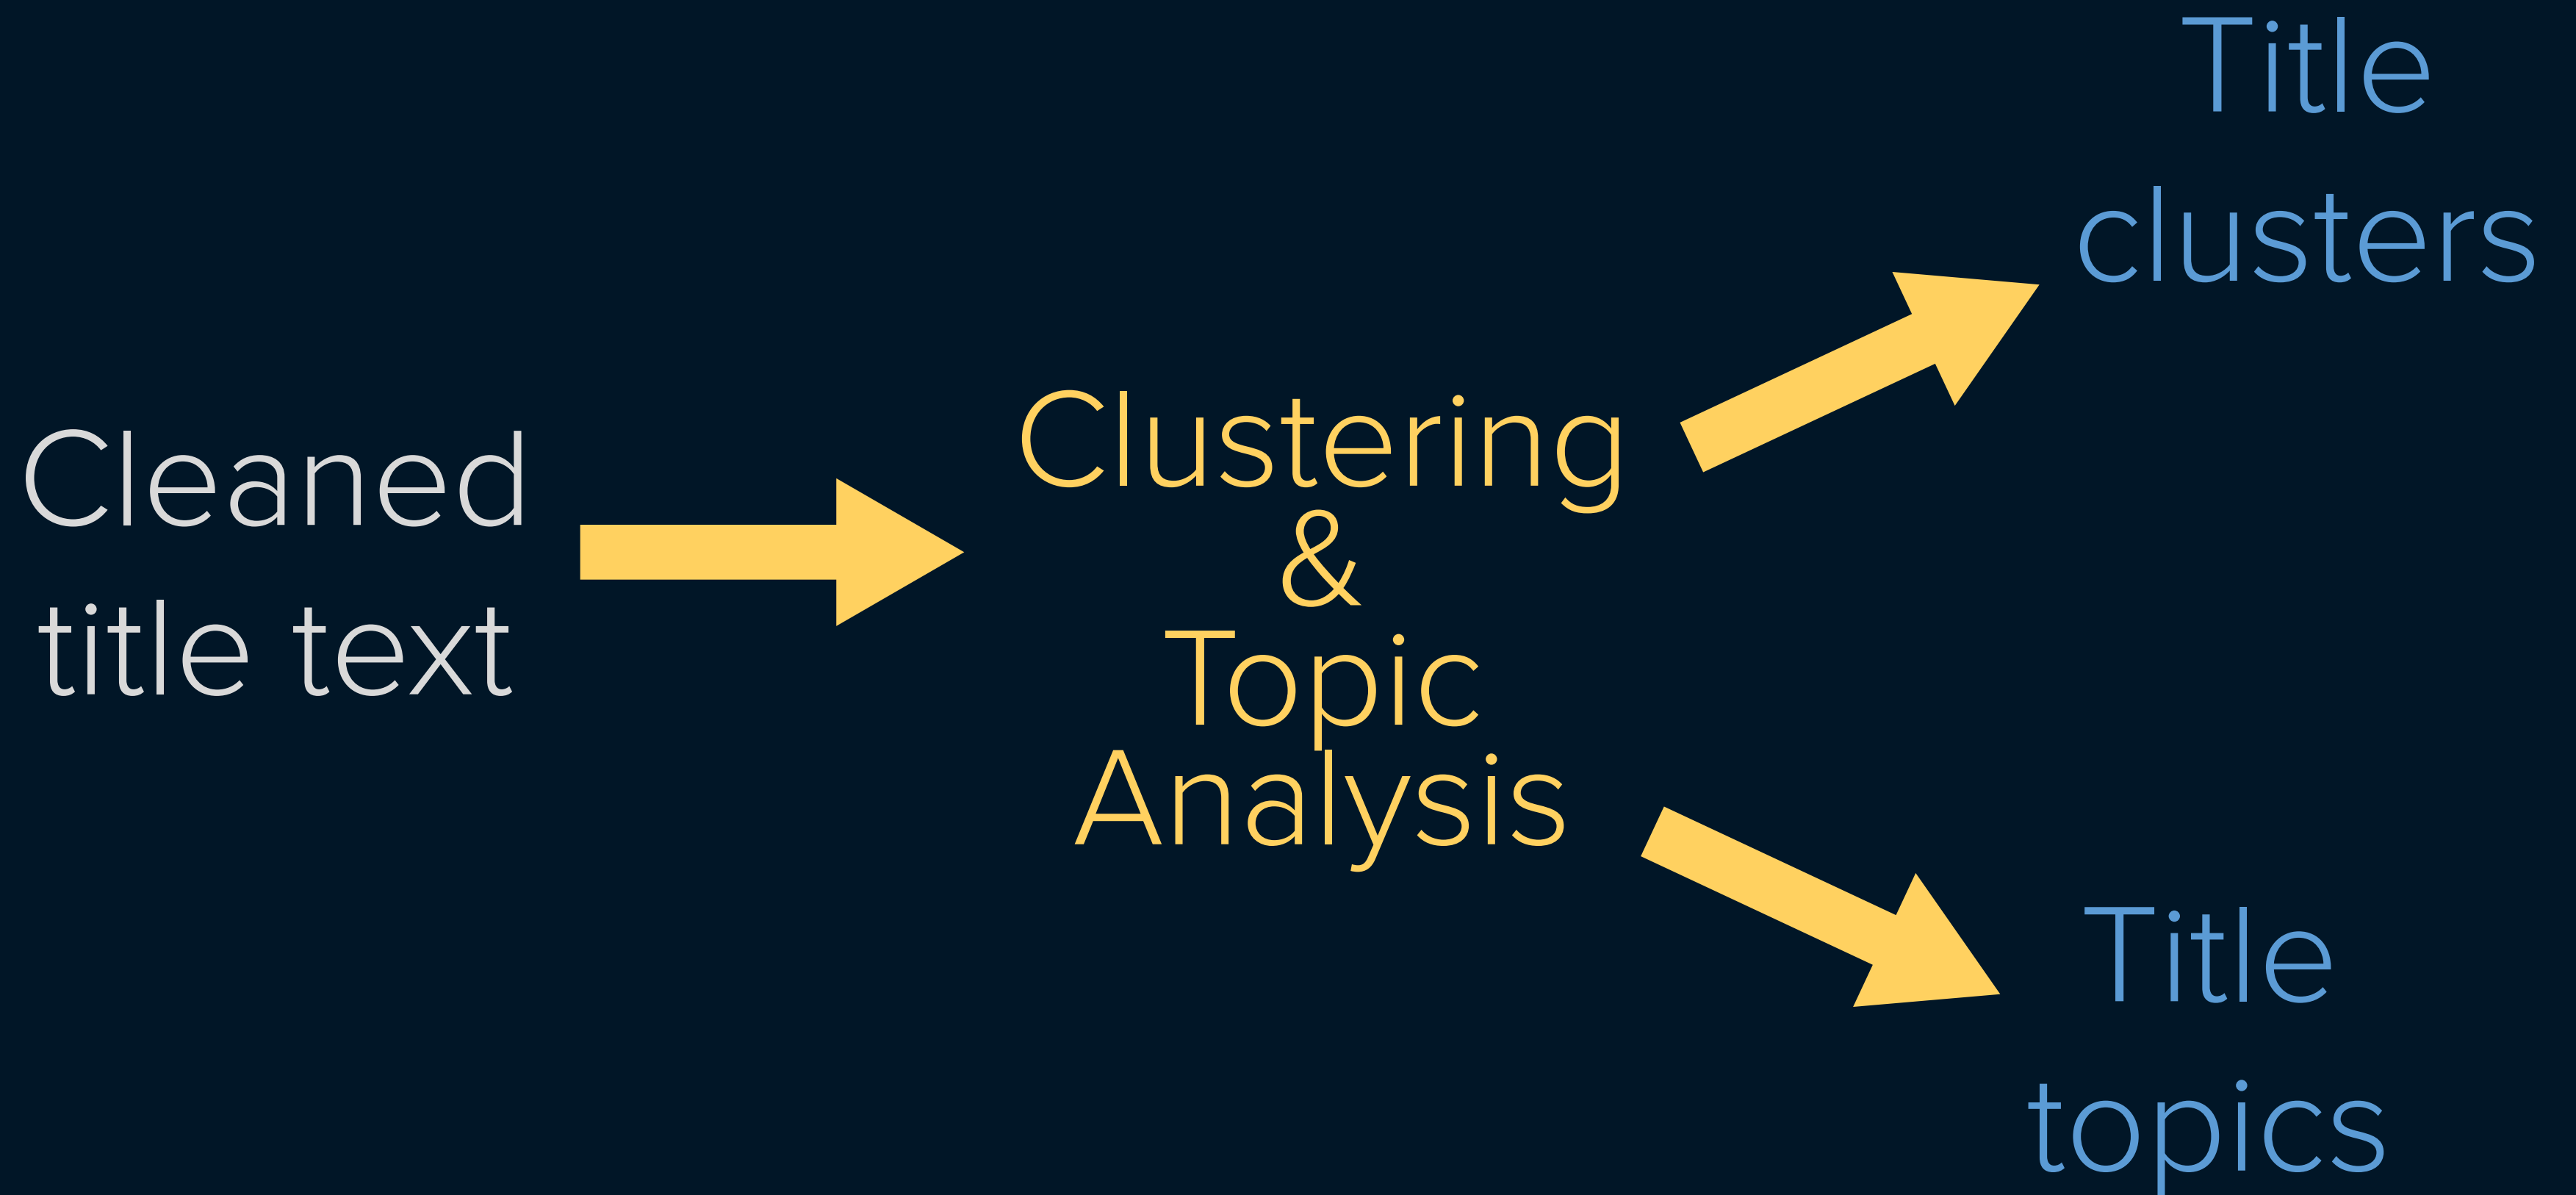 Cleaned
title text
Clustering
&
Topic
Analysis
Title
clusters
Title
topics